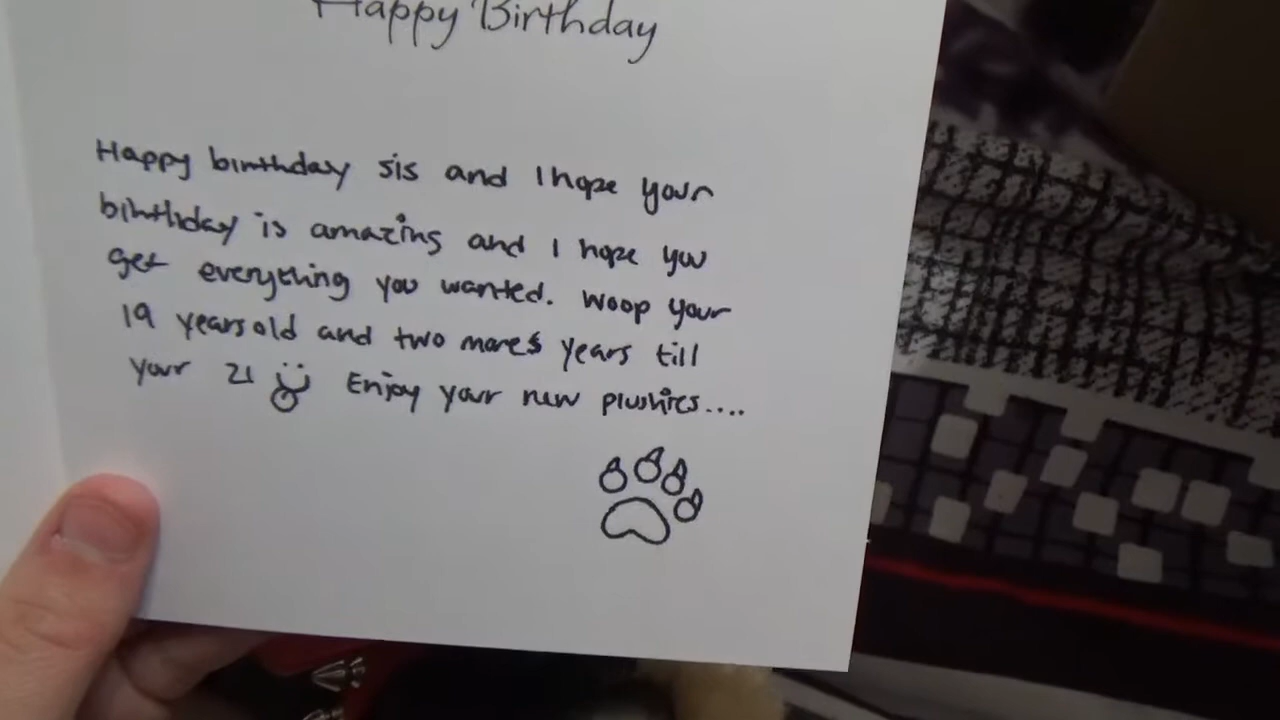 Happy Birthday
Happy birthday sis and I hope your
birthday is amazing and I hope you
get everything you wanted. Woop your
19 years old and two mores years till
your 21 Enjoy your new plushies....